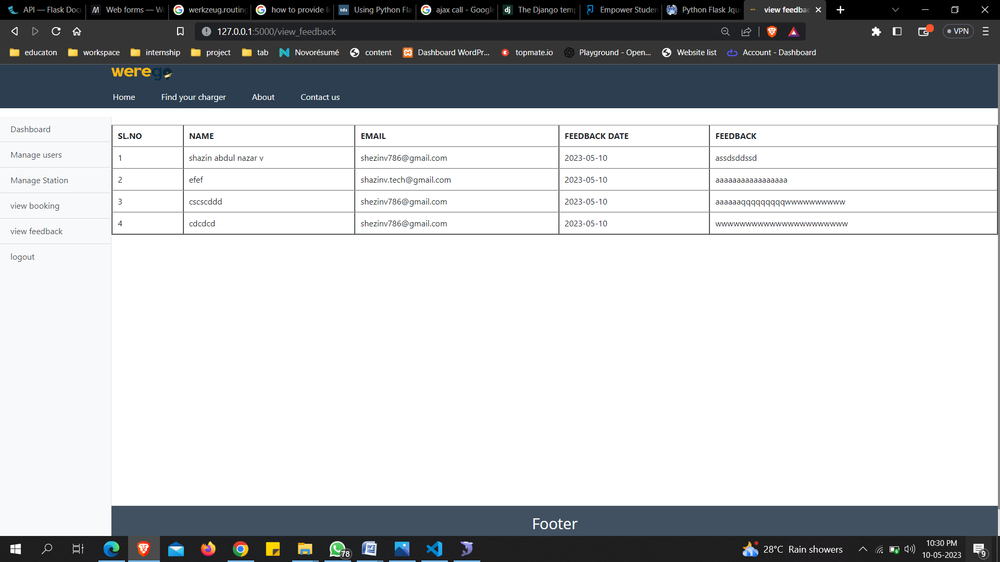 API — Flask Docu
Web forms — Wo
werkzeug.routing
how to provide li
Using Python Fla
ajax call - Google
The Django temp
Empower Studen
Python Flask Jqu
view feedbac
127.0.0.1:5000/view_feedback
VPN
educaton
workspace
internship
project
tab
Novorésumé
content
Dashboard WordPr...
topmate.io
Playground - Open...
Website list
Account - Dashboard
werego
Home Find your charger About Contact us
Dashboard
Manage users
Manage Station
view booking
view feedback
logout
SL.NO NAME EMAIL FEEDBACK DATE FEEDBACK
1 shazin abdul nazar v shezinv786@gmail.com 2023-05-10 assdsddssd
2 efef shazinv.tech@gmail.com 2023-05-10 aaaaaaaaaaaaaaaaa
3 cscscddd shezinv786@gmail.com 2023-05-10 aaaaaaqqqqqqqqqwwwwwwwwww
4 cdcdcd shezinv786@gmail.com 2023-05-10 wwwwwwwwwwwwwwwwwwwwww
Footer
78
28°C Rain showers
10:30 PM
10-05-2023
9